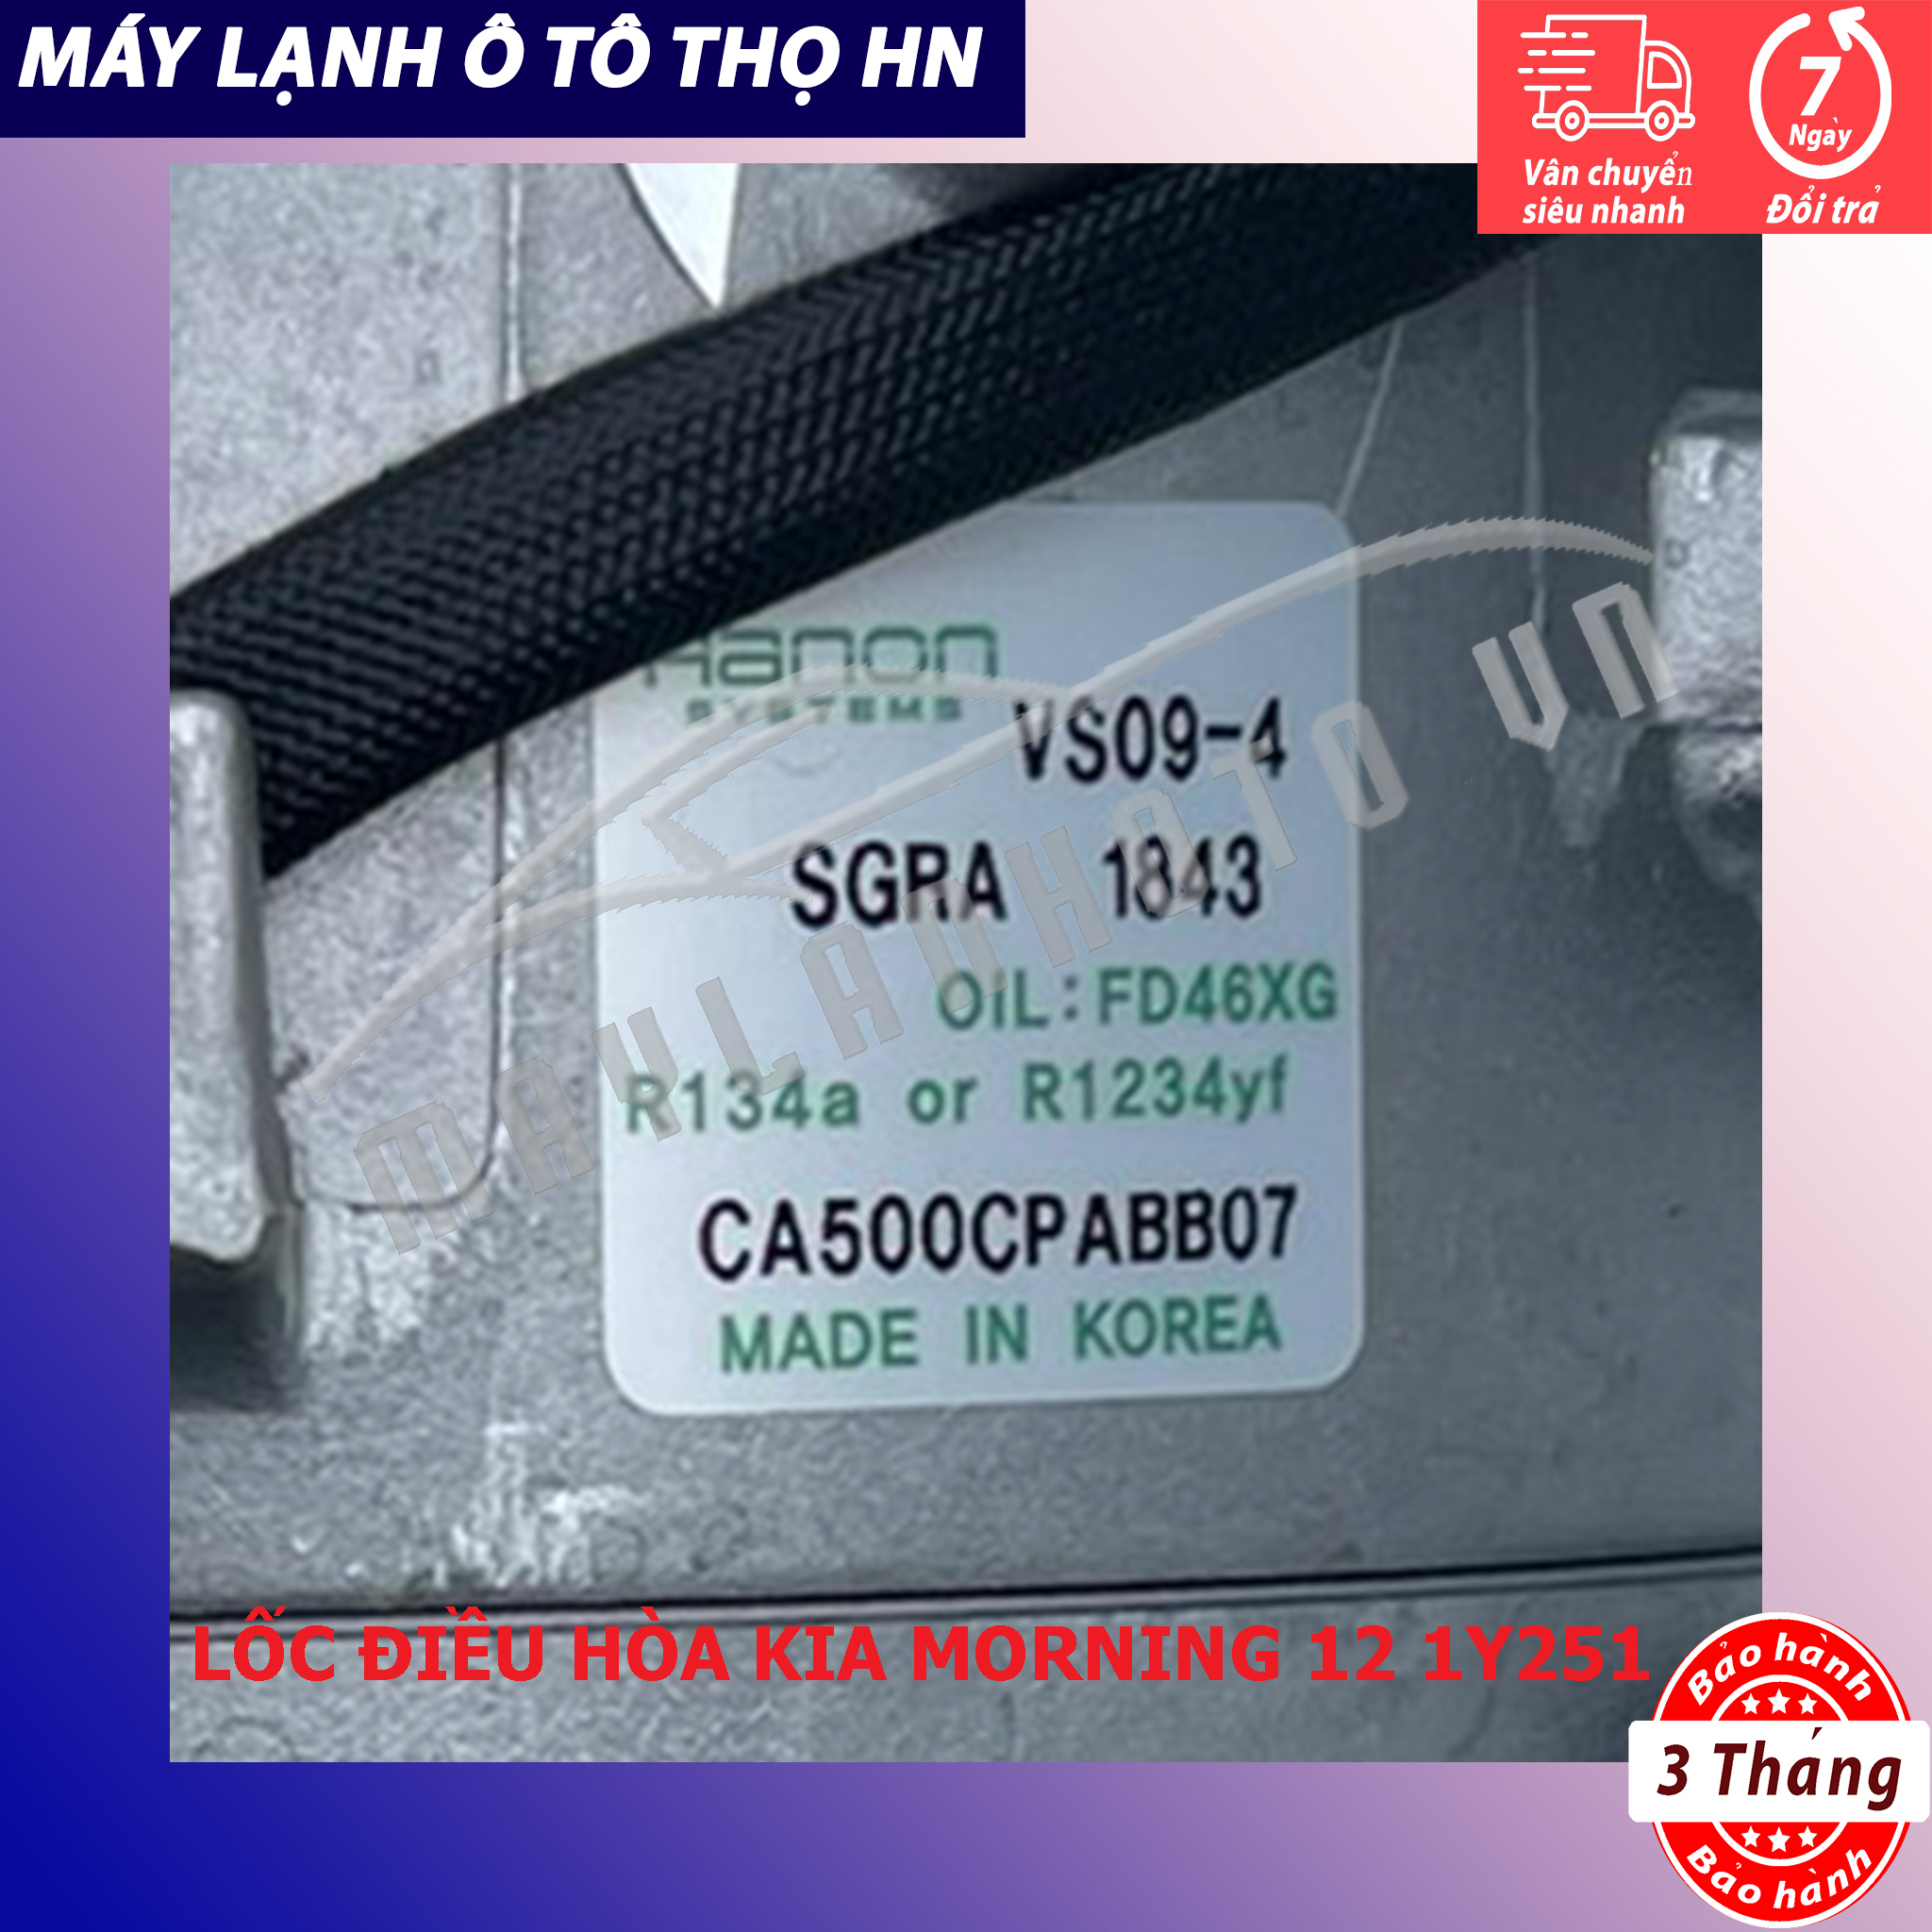 MÁY LẠNH Ô TÔ THỌ HN
7
Ngày
Vân chuyển
siêu nhanh
Đổi trả
Hanon
SYSTEMS
VS09-4
SGRA 1843
OIL:FD46XG
R134a or R1234yf
CA500CPABB07
MADE IN KOREA
MAYLANHOTO VN
LỐC ĐIỀU HÒA KIA MORNING 12 1Y251
Bảo hành
3 Tháng
Bảo hành